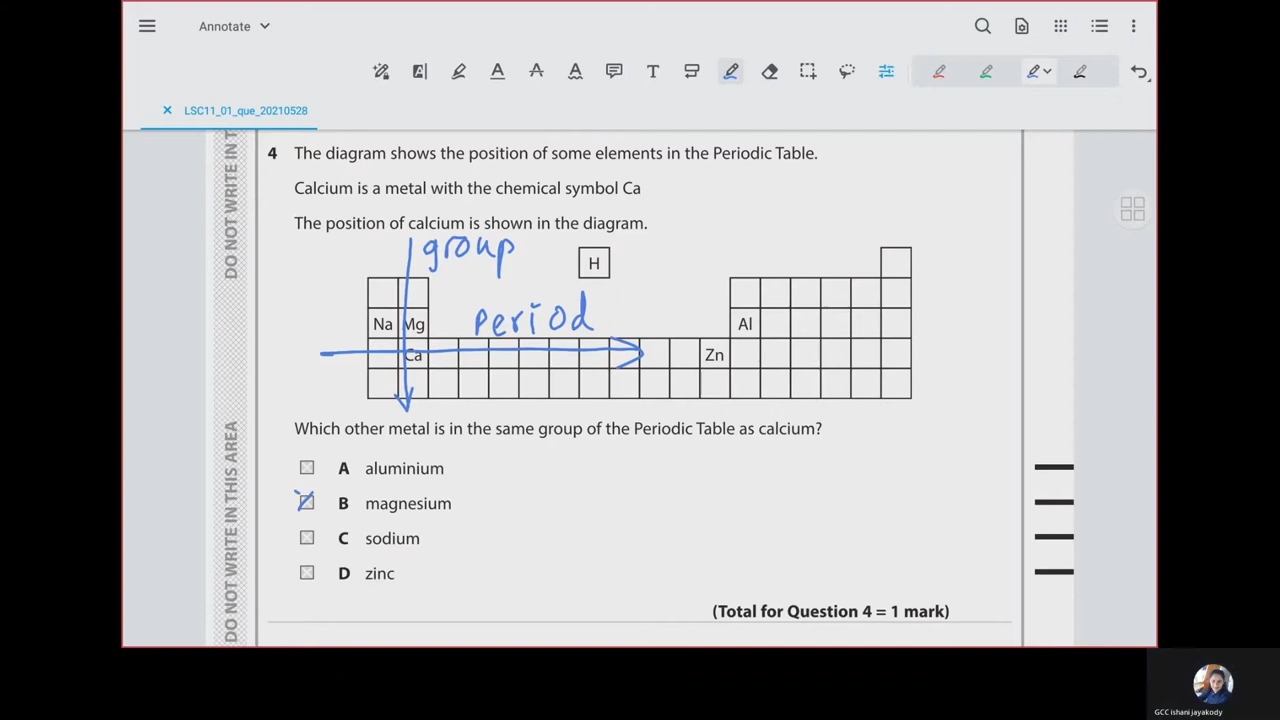 Annotate
T
LSC11_01_que_20210528
DO NOT WRITE IN T
DO NOT WRITE IN THIS AREA
4 The diagram shows the position of some elements in the Periodic Table.
Calcium is a metal with the chemical symbol Ca
The position of calcium is shown in the diagram.
group
H
Na Mg period Al
Ca Zn
Which other metal is in the same group of the Periodic Table as calcium?
A aluminium
B magnesium
C sodium
D zinc
(Total for Question 4 = 1 mark)
GCC ishani jayakody